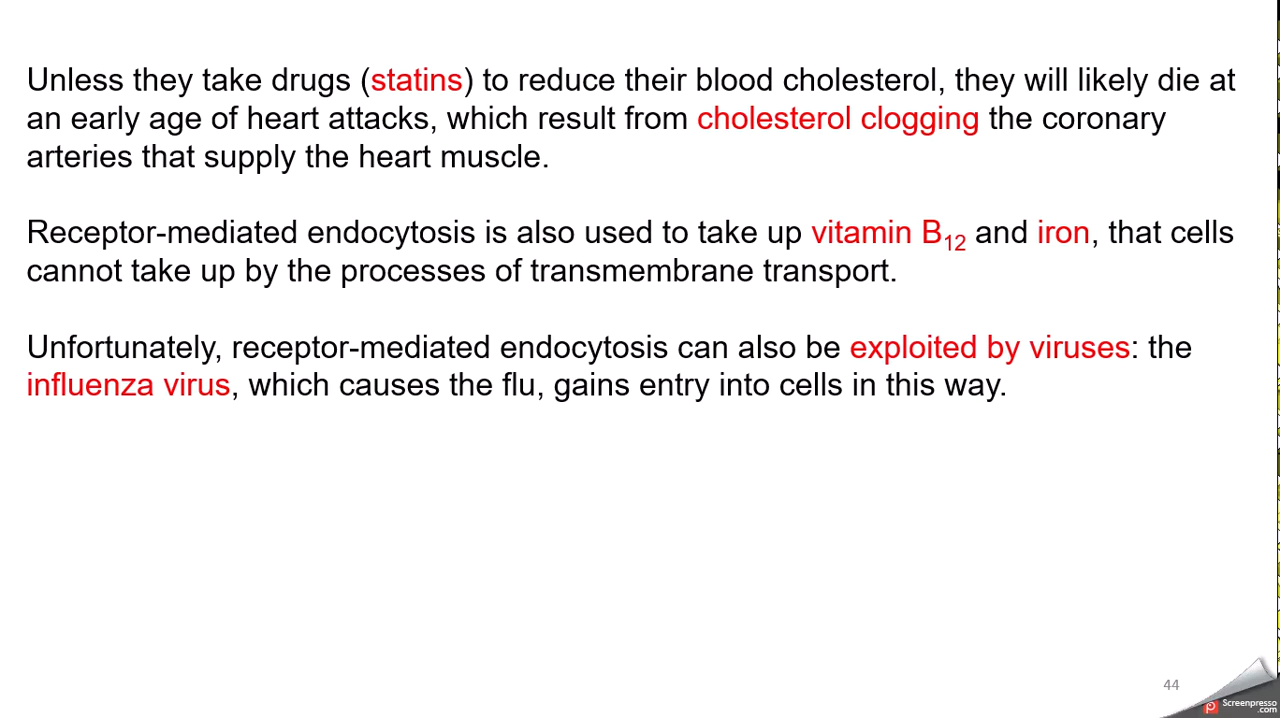 Unless they take drugs (statins) to reduce their blood cholesterol, they will likely die at
an early age of heart attacks, which result from cholesterol clogging the coronary
arteries that supply the heart muscle.
Receptor-mediated endocytosis is also used to take up vitamin B12 and iron, that cells
cannot take up by the processes of transmembrane transport.
Unfortunately, receptor-mediated endocytosis can also be exploited by viruses: the
influenza virus, which causes the flu, gains entry into cells in this way.
44
Screenpresso
.com